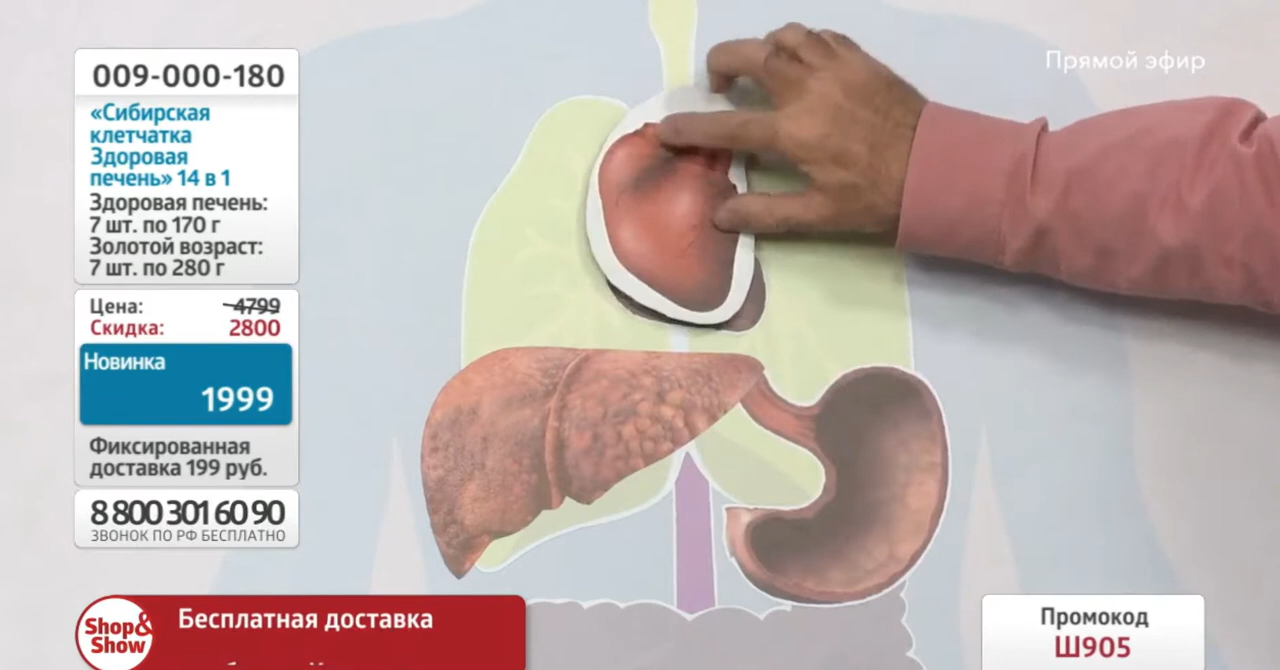 009-000-180
«Сибирская
клетчатка
Здоровая
печень» 14 в 1
Здоровая печень:
7 шт. по 170 г
Золотой возраст:
7 шт. по 280 г
Цена: 4799
Скидка: 2800
Новинка
1999
Фиксированная
доставка 199 руб.
8 800 301 60 90
ЗВОНОК ПО РФ БЕСПЛАТНО
Прямой эфир
Shop&
Show
Бесплатная доставка
Промокод
Ш905